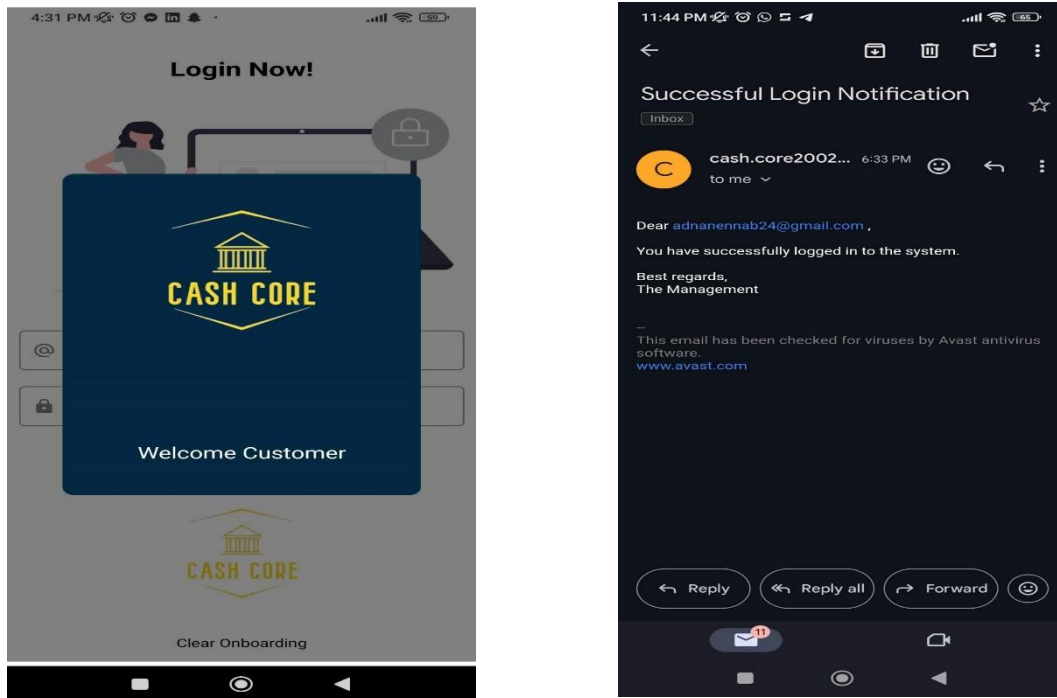 4:31 PM
59
Login Now!
CASH CORE
@
Welcome Customer
CASH CORE
Clear Onboarding
11:44 PM
65
Successful Login Notification
Inbox
C
cash.core2002... 6:33 PM
to me
Dear adnanennab24@gmail.com ,
You have successfully logged in to the system.
Best regards,
The Management
--
This email has been checked for viruses by Avast antivirus
software.
www.avast.com
Reply
Reply all
Forward
11